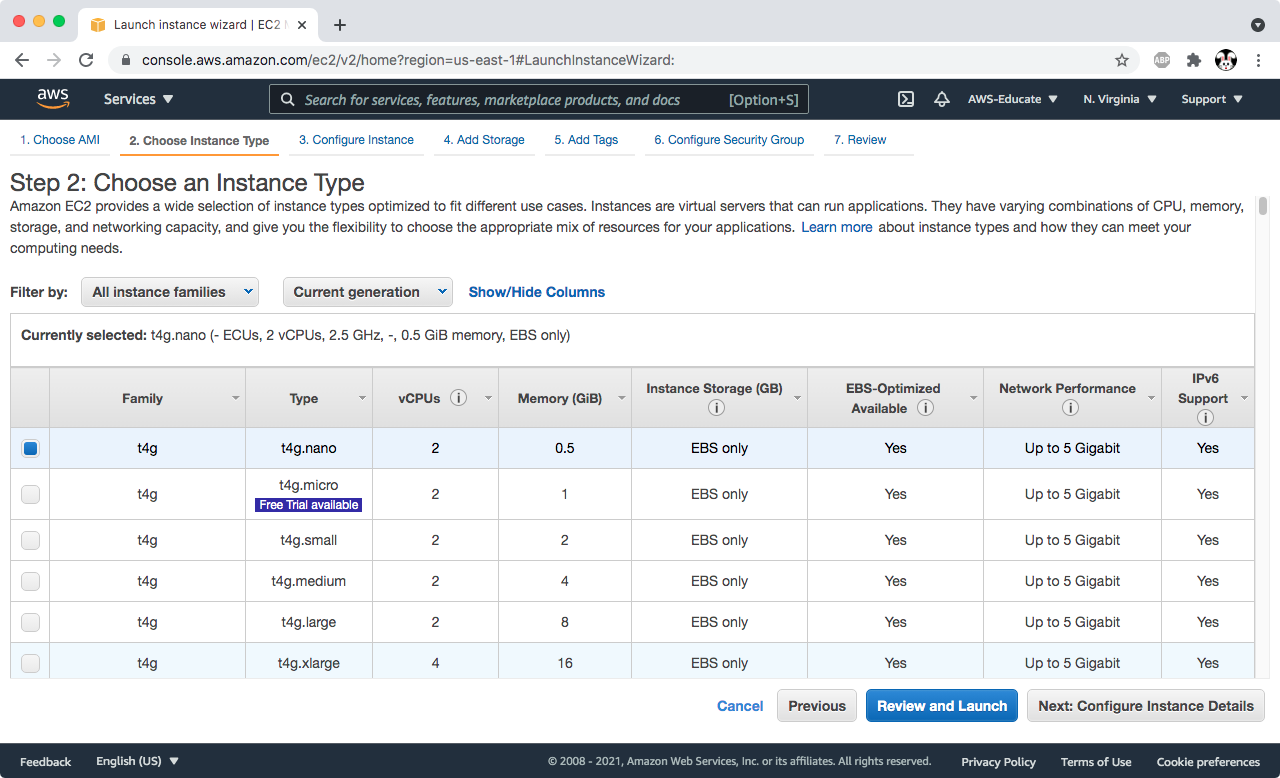 Launch instance wizard | EC2
console.aws.amazon.com/ec2/v2/home?region=us-east-1#LaunchInstanceWizard:
ABP
aws
Services
Search for services, features, marketplace products, and docs
[Option+S]
AWS-Educate
N. Virginia
Support
1. Choose AMI
2. Choose Instance Type
3. Configure Instance
4. Add Storage
5. Add Tags
6. Configure Security Group
7. Review
Step 2: Choose an Instance Type
Amazon EC2 provides a wide selection of instance types optimized to fit different use cases. Instances are virtual servers that can run applications. They have varying combinations of CPU, memory,
storage, and networking capacity, and give you the flexibility to choose the appropriate mix of resources for your applications. Learn more about instance types and how they can meet your
computing needs.
Filter by: All instance families Current generation Show/Hide Columns
Currently selected: t4g.nano (- ECUs, 2 vCPUs, 2.5 GHz, -, 0.5 GiB memory, EBS only)
Family
Type
vCPUs
Memory (GiB)
Instance Storage (GB)
EBS-Optimized
Available
Network Performance
IPv6
Support
t4g t4g.nano 2 0.5 EBS only Yes Up to 5 Gigabit Yes
t4g t4g.micro 2 1 EBS only Yes Up to 5 Gigabit Yes
Free Trial available
t4g t4g.small 2 2 EBS only Yes Up to 5 Gigabit Yes
t4g t4g.medium 2 4 EBS only Yes Up to 5 Gigabit Yes
t4g t4g.large 2 8 EBS only Yes Up to 5 Gigabit Yes
t4g t4g.xlarge 4 16 EBS only Yes Up to 5 Gigabit Yes
Cancel
Previous
Review and Launch
Next: Configure Instance Details
Feedback
English (US)
© 2008 - 2021, Amazon Web Services, Inc. or its affiliates. All rights reserved.
Privacy Policy
Terms of Use
Cookie preferences